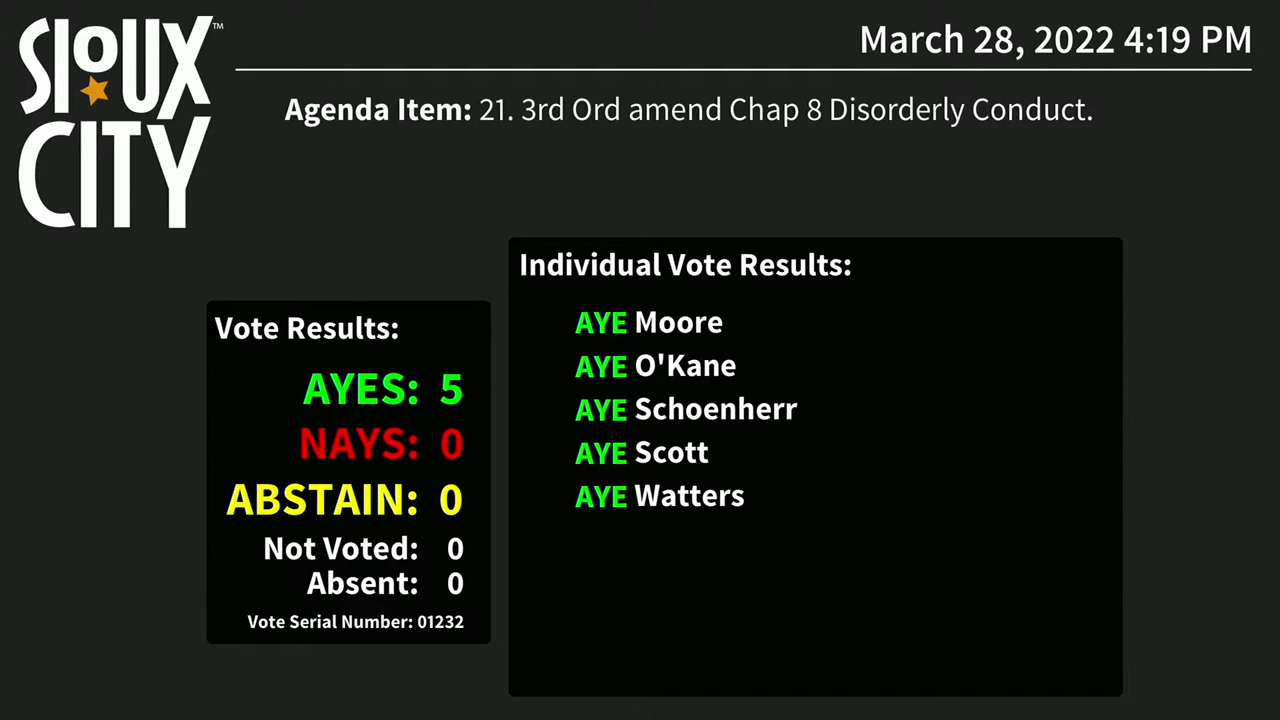 SIOUX
CITY
™
March 28, 2022 4:19 PM
Agenda Item: 21. 3rd Ord amend Chap 8 Disorderly Conduct.
Vote Results:
AYES: 5
NAYS: 0
ABSTAIN: 0
Not Voted: 0
Absent: 0
Vote Serial Number: 01232
Individual Vote Results:
AYE Moore
AYE O'Kane
AYE Schoenherr
AYE Scott
AYE Watters